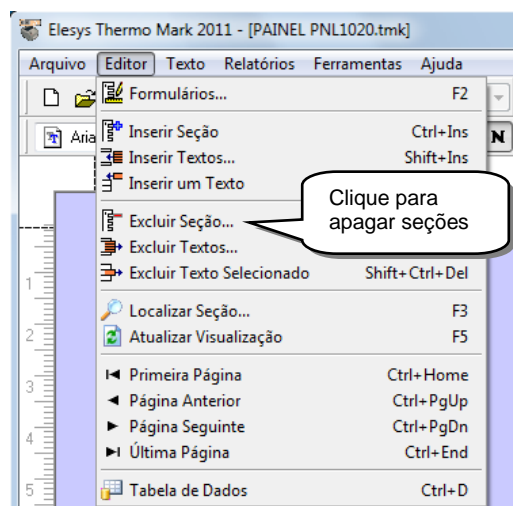 Elesys Thermo Mark 2011 - [PAINEL PNL1020.tmk]
Arquivo Editor Texto Relatórios Ferramentas Ajuda
Formulários... F2
Aria
N
Inserir Seção Ctrl+Ins
Inserir Textos... Shift+Ins
Inserir um Texto
Clique para
apagar seções
Excluir Seção...
Excluir Textos...
Excluir Texto Selecionado Shift+Ctrl+Del
1
Localizar Seção... F3
2
Atualizar Visualização F5
Primeira Página Ctrl+Home
3
Página Anterior Ctrl+PgUp
Página Seguinte Ctrl+PgDn
4
Última Página Ctrl+End
5
Tabela de Dados Ctrl+D